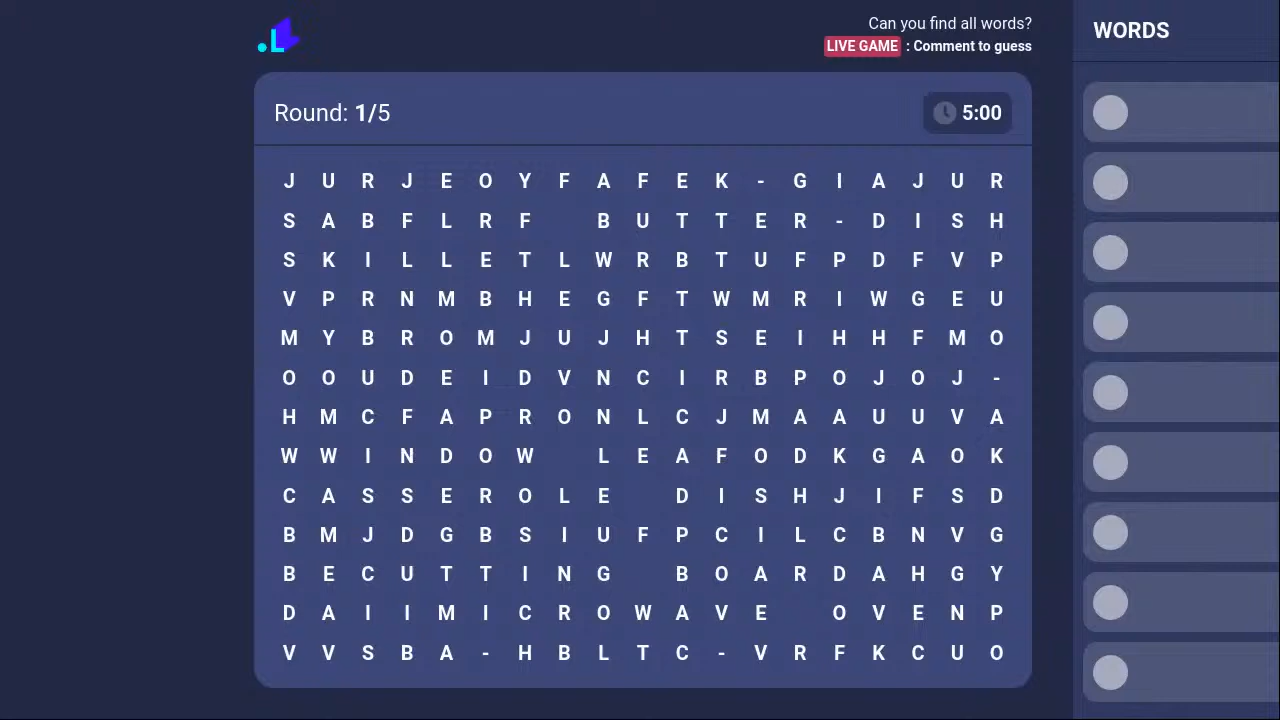 Can you find all words?
LIVE GAME : Comment to guess
WORDS
Round: 1/5
5:00
J U R J E O Y F A F E K - G I A J U R
S A B F L R F   B U T T E R - D I S H
S K I L L E T L W R B T U F P D F V P
V P R N M B H E G F T W M R I W G E U
M Y B R O M J U J H T S E I H H F M O
O O U D E I D V N C I R B P O J O J -
H M C F A P R O N L C J M A A U U V A
W W I N D O W   L E A F O D K G A O K
C A S S E R O L E   D I S H J I F S D
B M J D G B S I U F P C I L C B N V G
B E C U T T I N G   B O A R D A H G Y
D A I I M I C R O W A V E   O V E N P
V V S B A - H B L T C - V R F K C U O